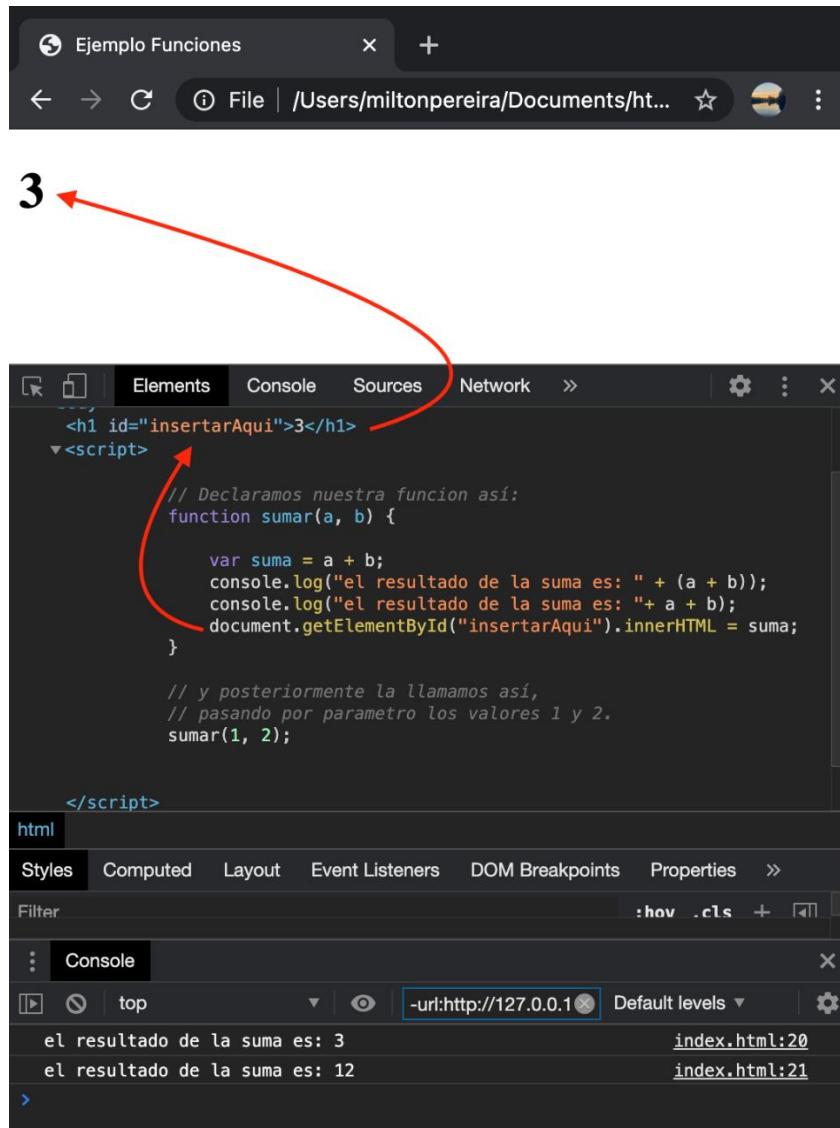 Ejemplo Funciones
File | /Users/miltonpereira/Documents/ht...
3
Elements Console Sources Network »
<h1 id="insertarAqui">3</h1>
▼<script>
// Declaramos nuestra funcion así:
function sumar(a, b) {
var suma = a + b;
console.log("el resultado de la suma es: " + (a + b));
console.log("el resultado de la suma es: "+ a + b);
document.getElementById("insertarAqui").innerHTML = suma;
}
// y posteriormente la llamamos así,
// pasando por parametro los valores 1 y 2.
sumar(1, 2);
</script>
html
Styles Computed Layout Event Listeners DOM Breakpoints Properties »
Filter :hov .cls +
Console
top ▼ -url:http://127.0.0.1 Default levels ▼
el resultado de la suma es: 3 index.html:20
el resultado de la suma es: 12 index.html:21
>